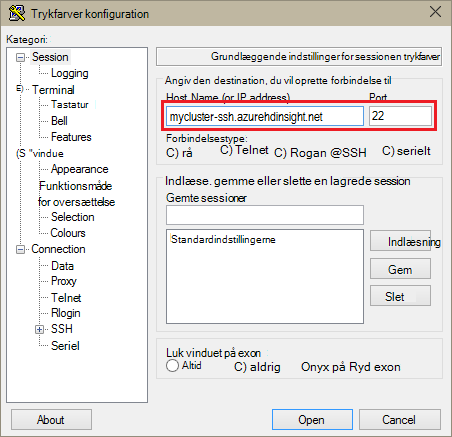 Trykfarver konfiguration
Kategori:
Session
Logging
E) Terminal
Tastatur
Bell
Features
(S "vindue
Appearance
Funktionsmåde
for oversættelse
Selection
Colours
Connection
Data
Proxy
Telnet
Rlogin
SSH
Seriel
Grundlæggende indstillinger for sessionen trykfarver
Angiv den destination, du vil oprette forbindelse til
Host Name (or IP address) Port
mycluster-ssh.azurehdinsight.net 22
Forbindelsestype:
C) rå C) Telnet C) Rogan @SSH C) serielt
Indlæse. gemme eller slette en lagrede session
Gemte sessioner
Standardindstillingerne
Indlæsning
Gem
Slet
Luk vinduet på exon
Altid C) aldrig Onyx på Ryd exon
About Open Cancel